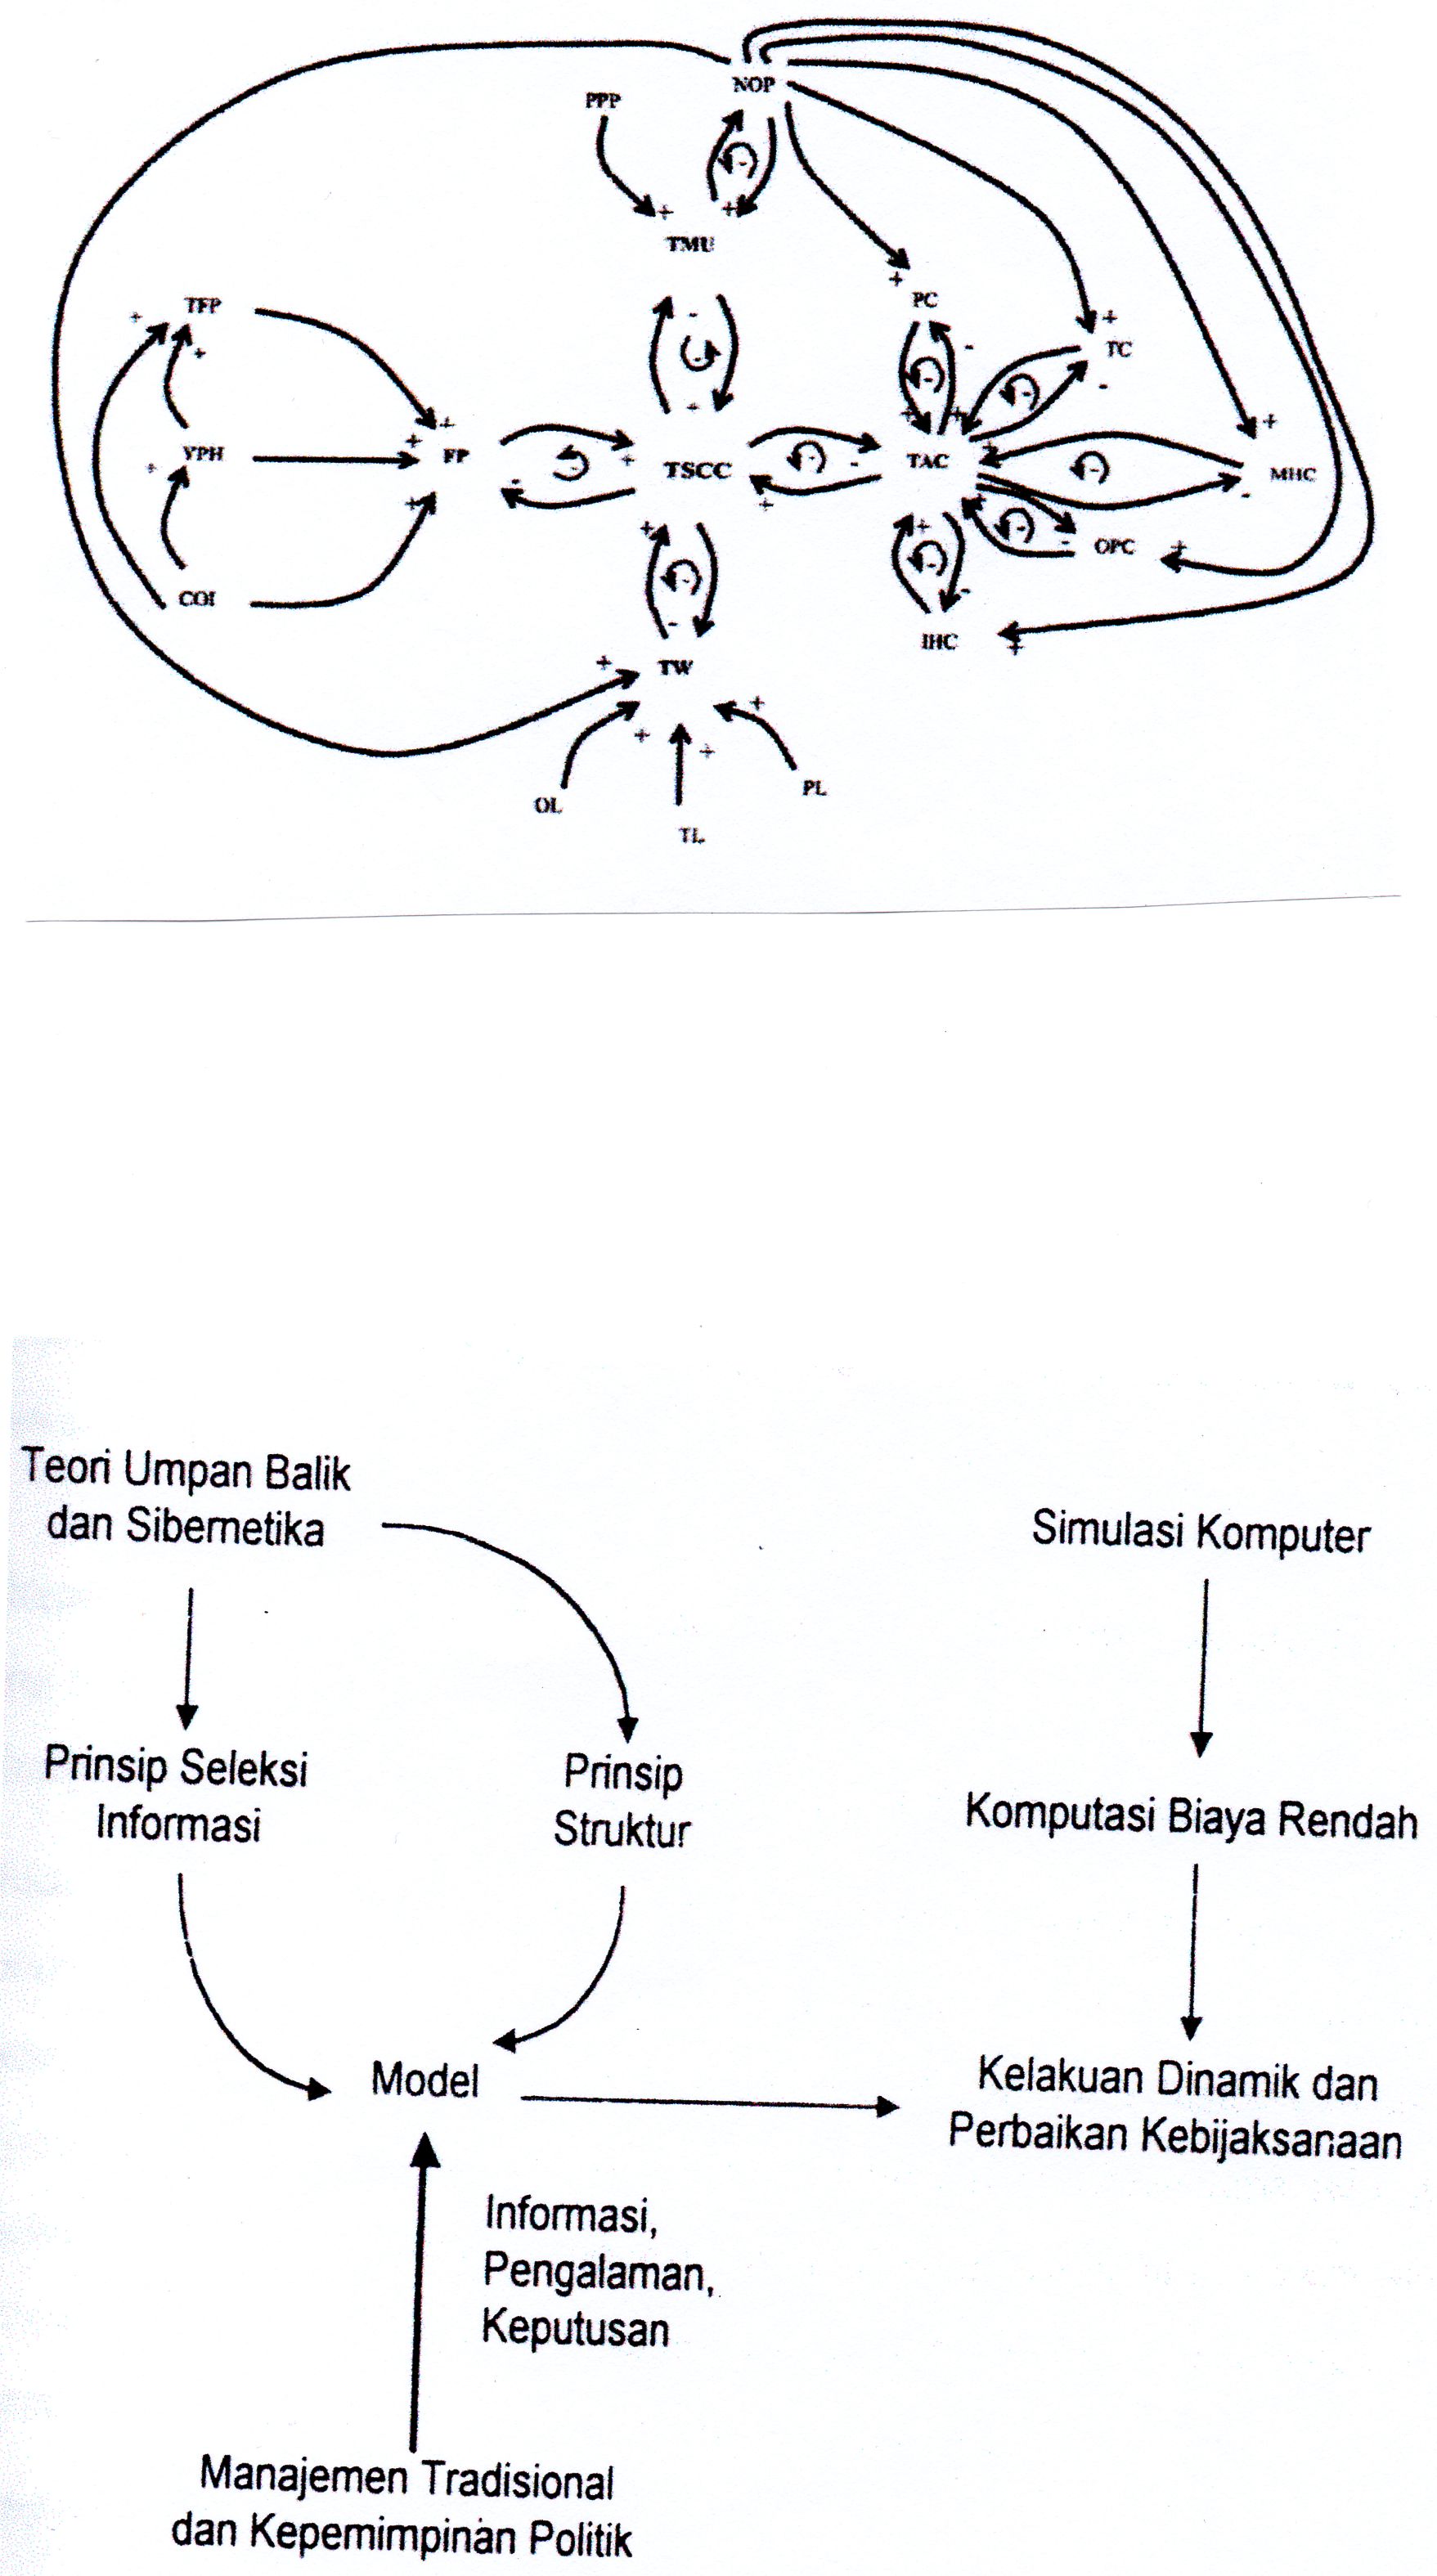 NOP
PPP
TMU
PC
TFP
TC
YPH
FP
TSCC
TAC
MHC
OPC
COI
IHC
TW
PL
OL
TL
Teori Umpan Balik
dan Sibernetika
Simulasi Komputer
Prinsip Seleksi
Informasi
Prinsip
Struktur
Komputasi Biaya Rendah
Model
Kelakuan Dinamik dan
Perbaikan Kebijaksanaan
Informasi,
Pengalaman,
Keputusan
Manajemen Tradisional
dan Kepemimpinan Politik